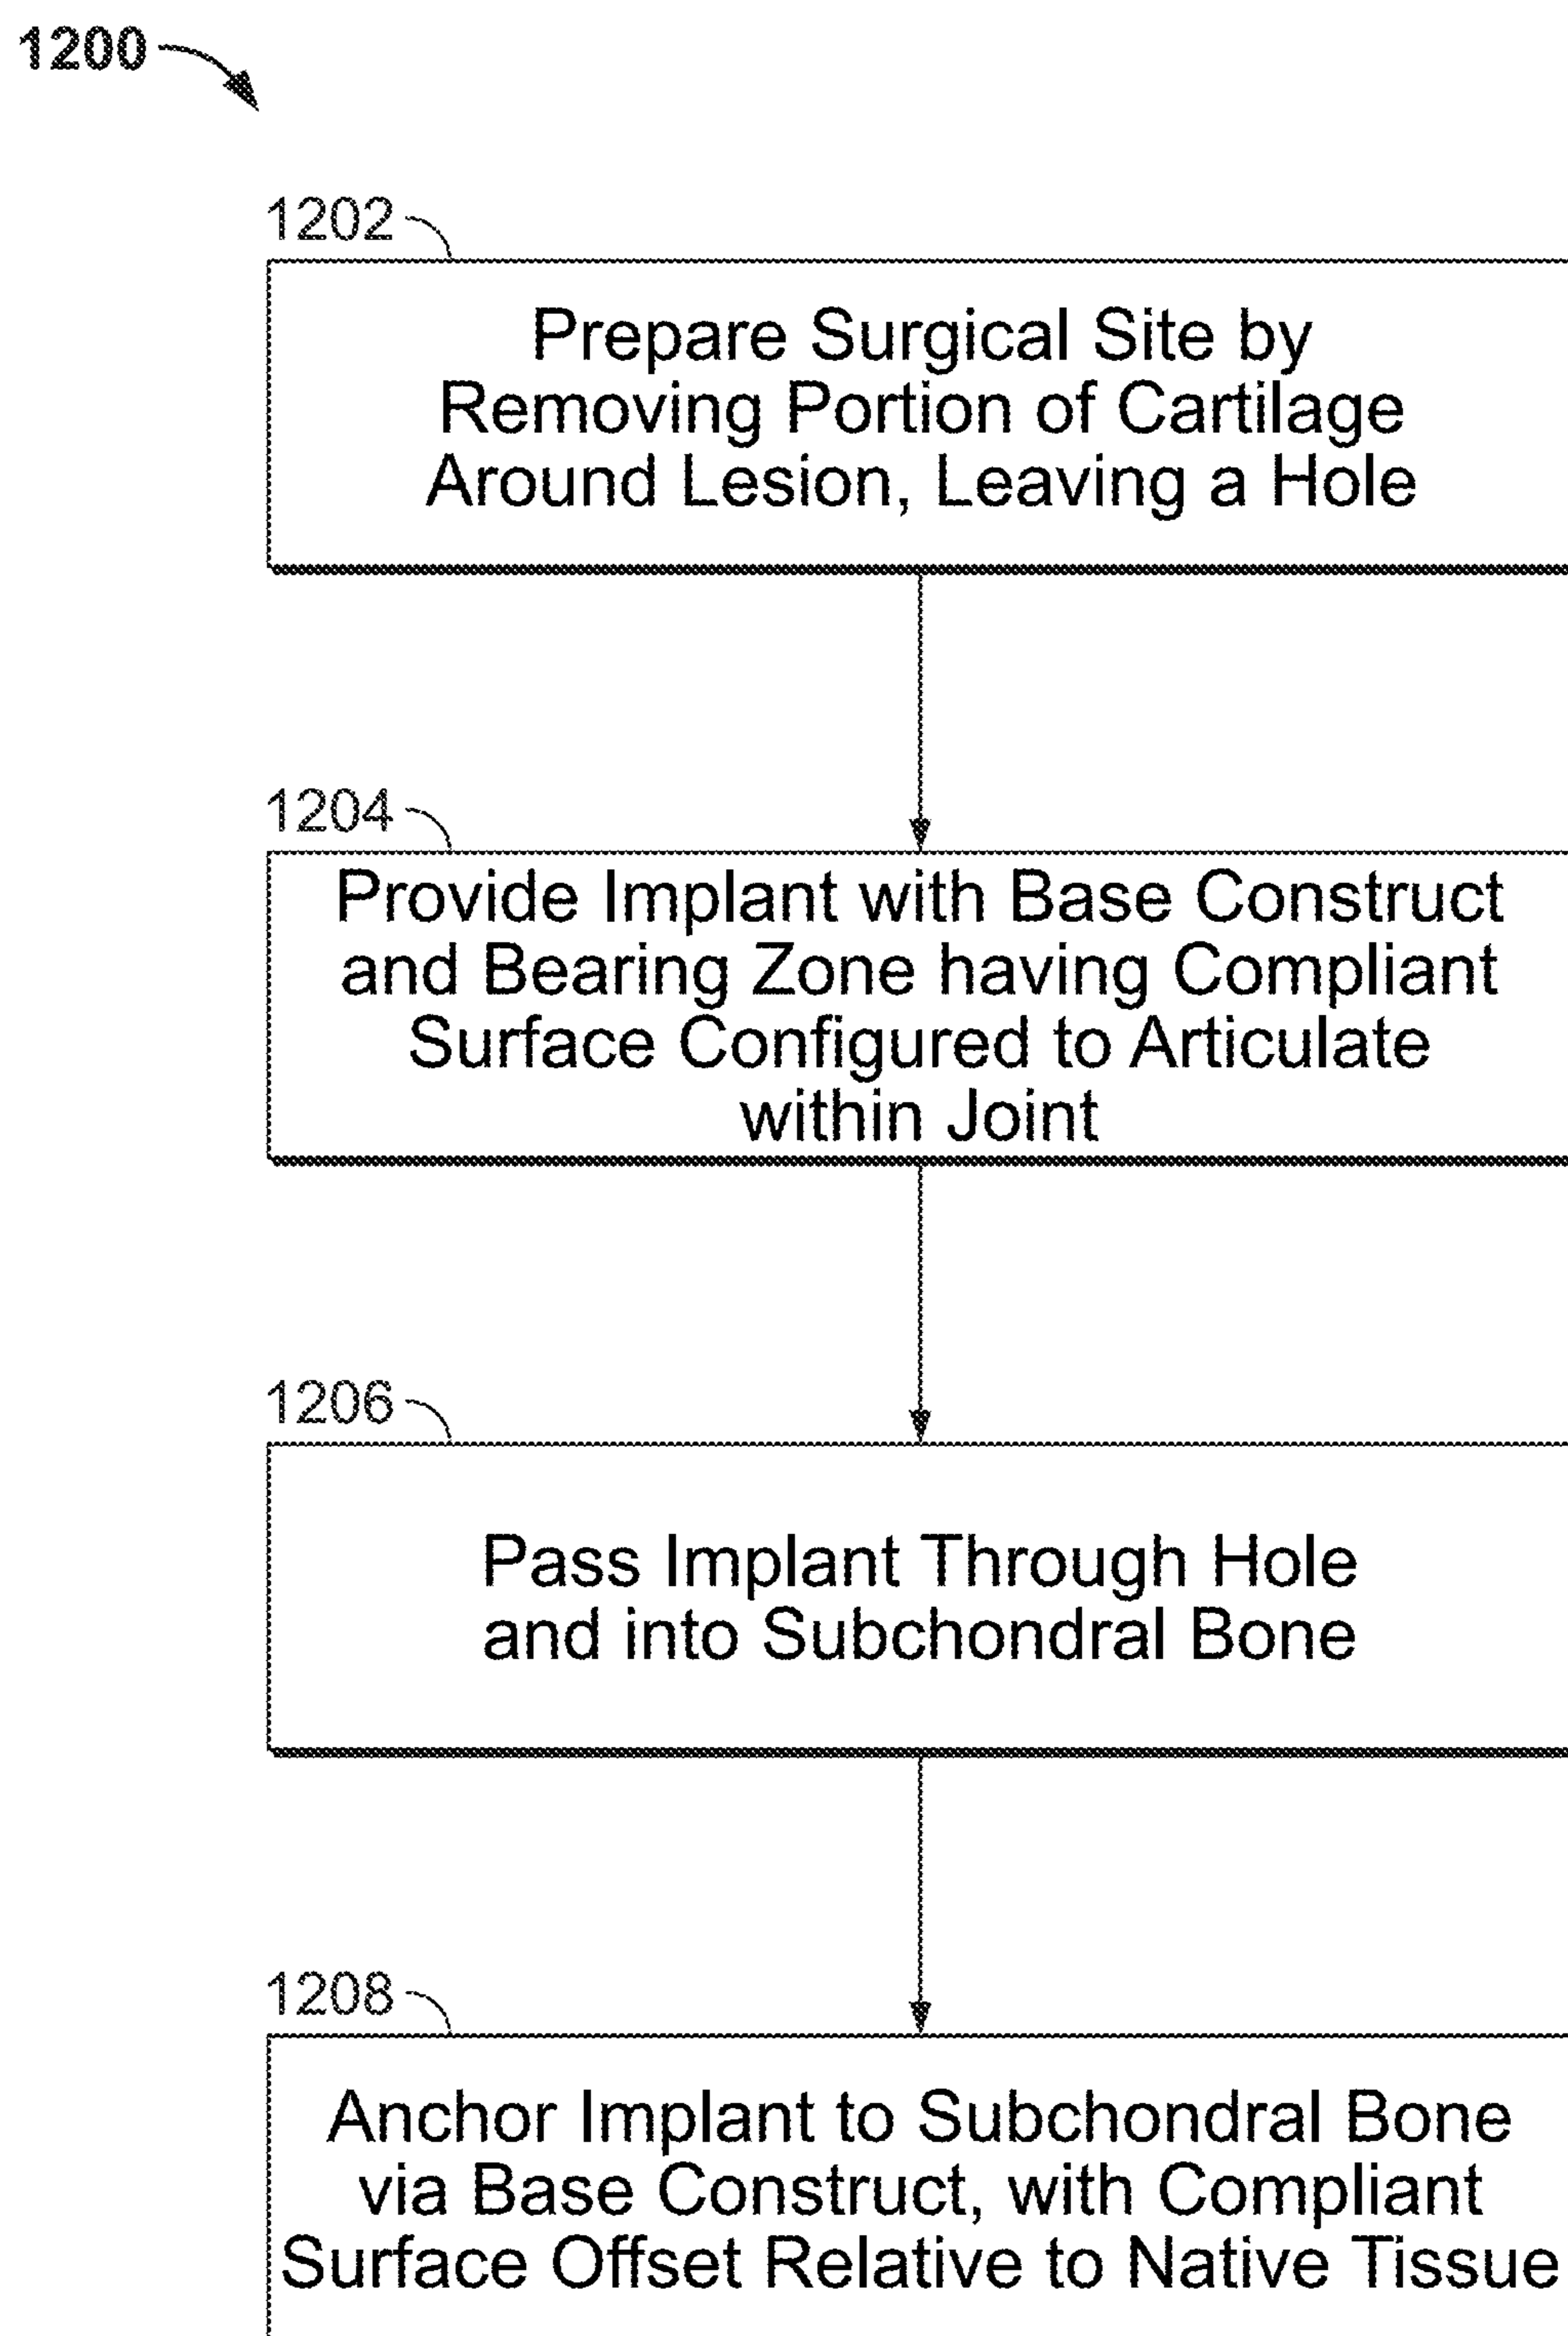 1200
1202
Prepare Surgical Site by
Removing Portion of Cartilage
Around Lesion, Leaving a Hole
1204
Provide Implant with Base Construct
and Bearing Zone having Compliant
Surface Configured to Articulate
within Joint
1206
Pass Implant Through Hole
and into Subchondral Bone
1208
Anchor Implant to Subchondral Bone
via Base Construct, with Compliant
Surface Offset Relative to Native Tissue